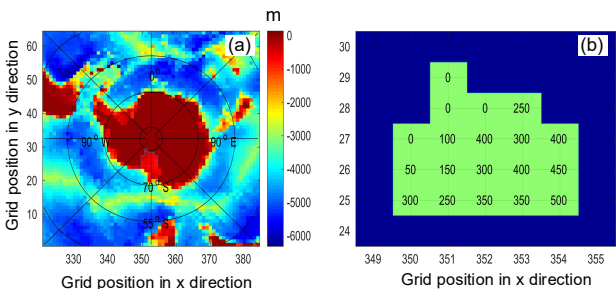 m
(a)
60
50
40
30
20
10
Grid position in y direction
0°
90° W
90° E
70° S
55° S
330 340 350 360 370 380
Grid position in x direction
0
-1000
-2000
-3000
-4000
-5000
-6000
(b)
30
29
28
27
26
25
24
0
0 0 250
0 100 400 300 400
50 150 300 400 450
300 250 350 350 500
349 350 351 352 353 354 355
Grid position in x direction